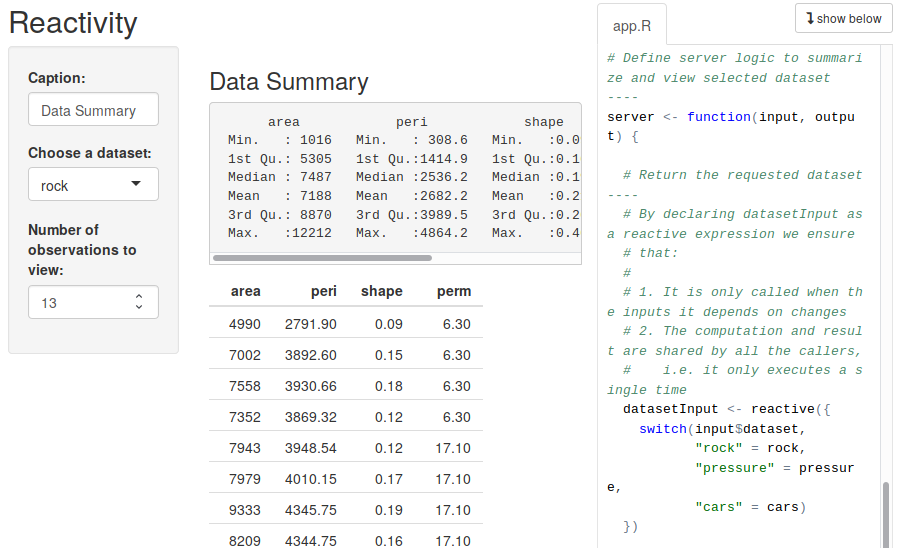 Reactivity
Caption:
Data Summary
Choose a dataset:
rock
Number of
observations to
view:
13
Data Summary
area peri shape
Min. : 1016 Min. : 308.6 Min. :0.0
1st Qu.: 5305 1st Qu.:1414.9 1st Qu.:0.1
Median : 7487 Median :2536.2 Median :0.1
Mean : 7188 Mean :2682.2 Mean :0.2
3rd Qu.: 8870 3rd Qu.:3989.5 3rd Qu.:0.2
Max. :12212 Max. :4864.2 Max. :0.4
area peri shape perm
4990 2791.90 0.09 6.30
7002 3892.60 0.15 6.30
7558 3930.66 0.18 6.30
7352 3869.32 0.12 6.30
7943 3948.54 0.12 17.10
7979 4010.15 0.17 17.10
9333 4345.75 0.19 17.10
8209 4344.75 0.16 17.10
app.R
show below
# Define server logic to summari
ze and view selected dataset
----
server <- function(input, outpu
t) {
# Return the requested dataset
----
# By declaring datasetInput as
a reactive expression we ensure
# that:
#
# 1. It is only called when th
e inputs it depends on changes
# 2. The computation and resul
t are shared by all the callers,
# i.e. it only executes a s
ingle time
datasetInput <- reactive({
switch(input$dataset,
"rock" = rock,
"pressure" = pressur
e,
"cars" = cars)
})